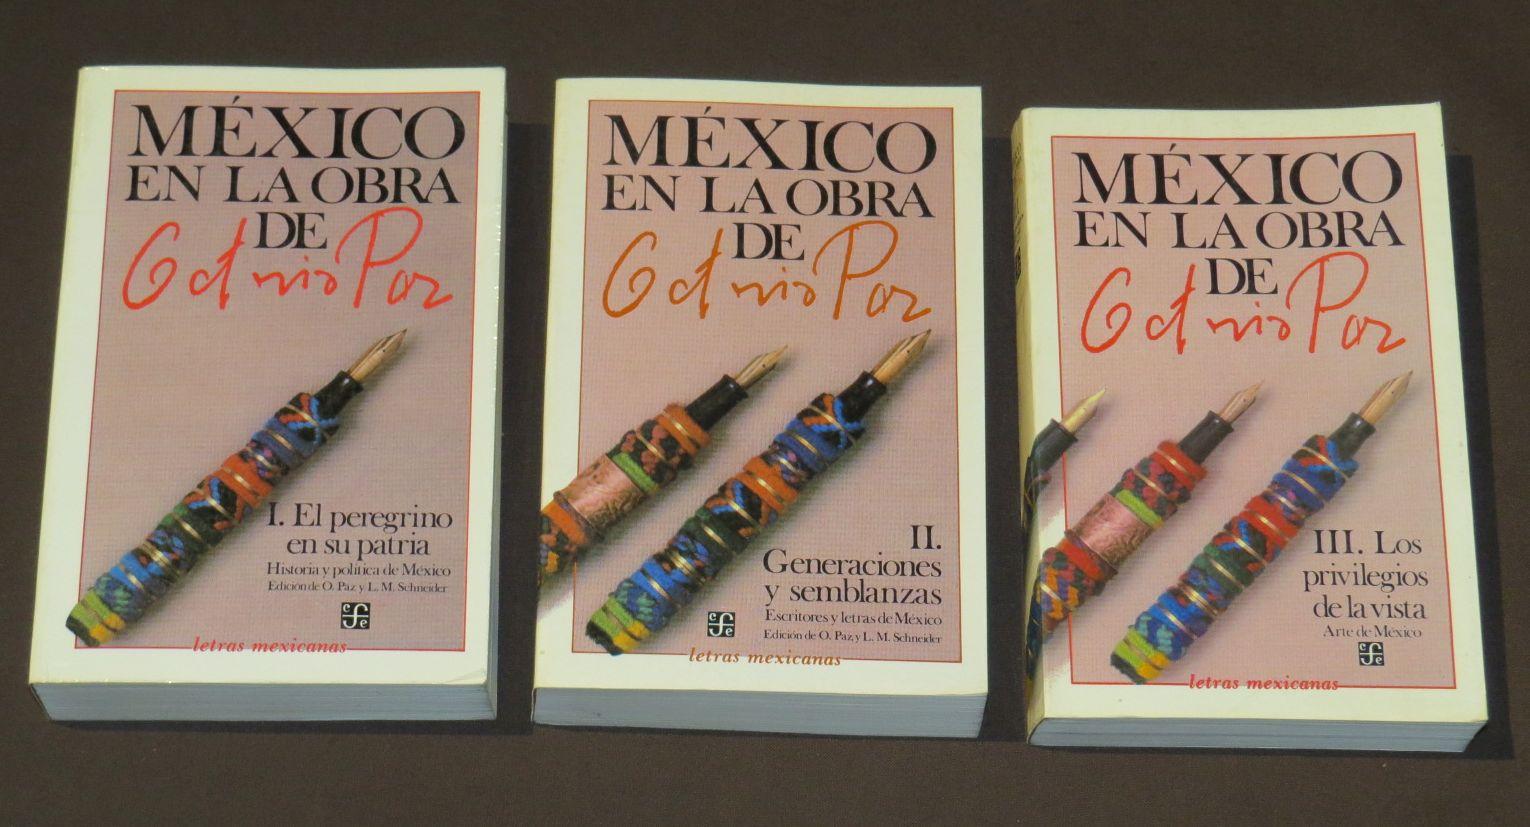 MÉXICO
EN LA OBRA
DE
Octavio Paz
I. El peregrino
en su patria
Historia y política de México
Edición de O. Paz y L. M. Schneider
cfe
letras mexicanas
MÉXICO
EN LA OBRA
DE
Octavio Paz
II.
Generaciones
y semblanzas
Escritores y letras de México
Edición de O. Paz y L. M. Schneider
cfe
letras mexicanas
MÉXICO
EN LA OBRA
DE
Octavio Paz
III. Los
privilegios
de la vista
Arte de México
cfe
letras mexicanas